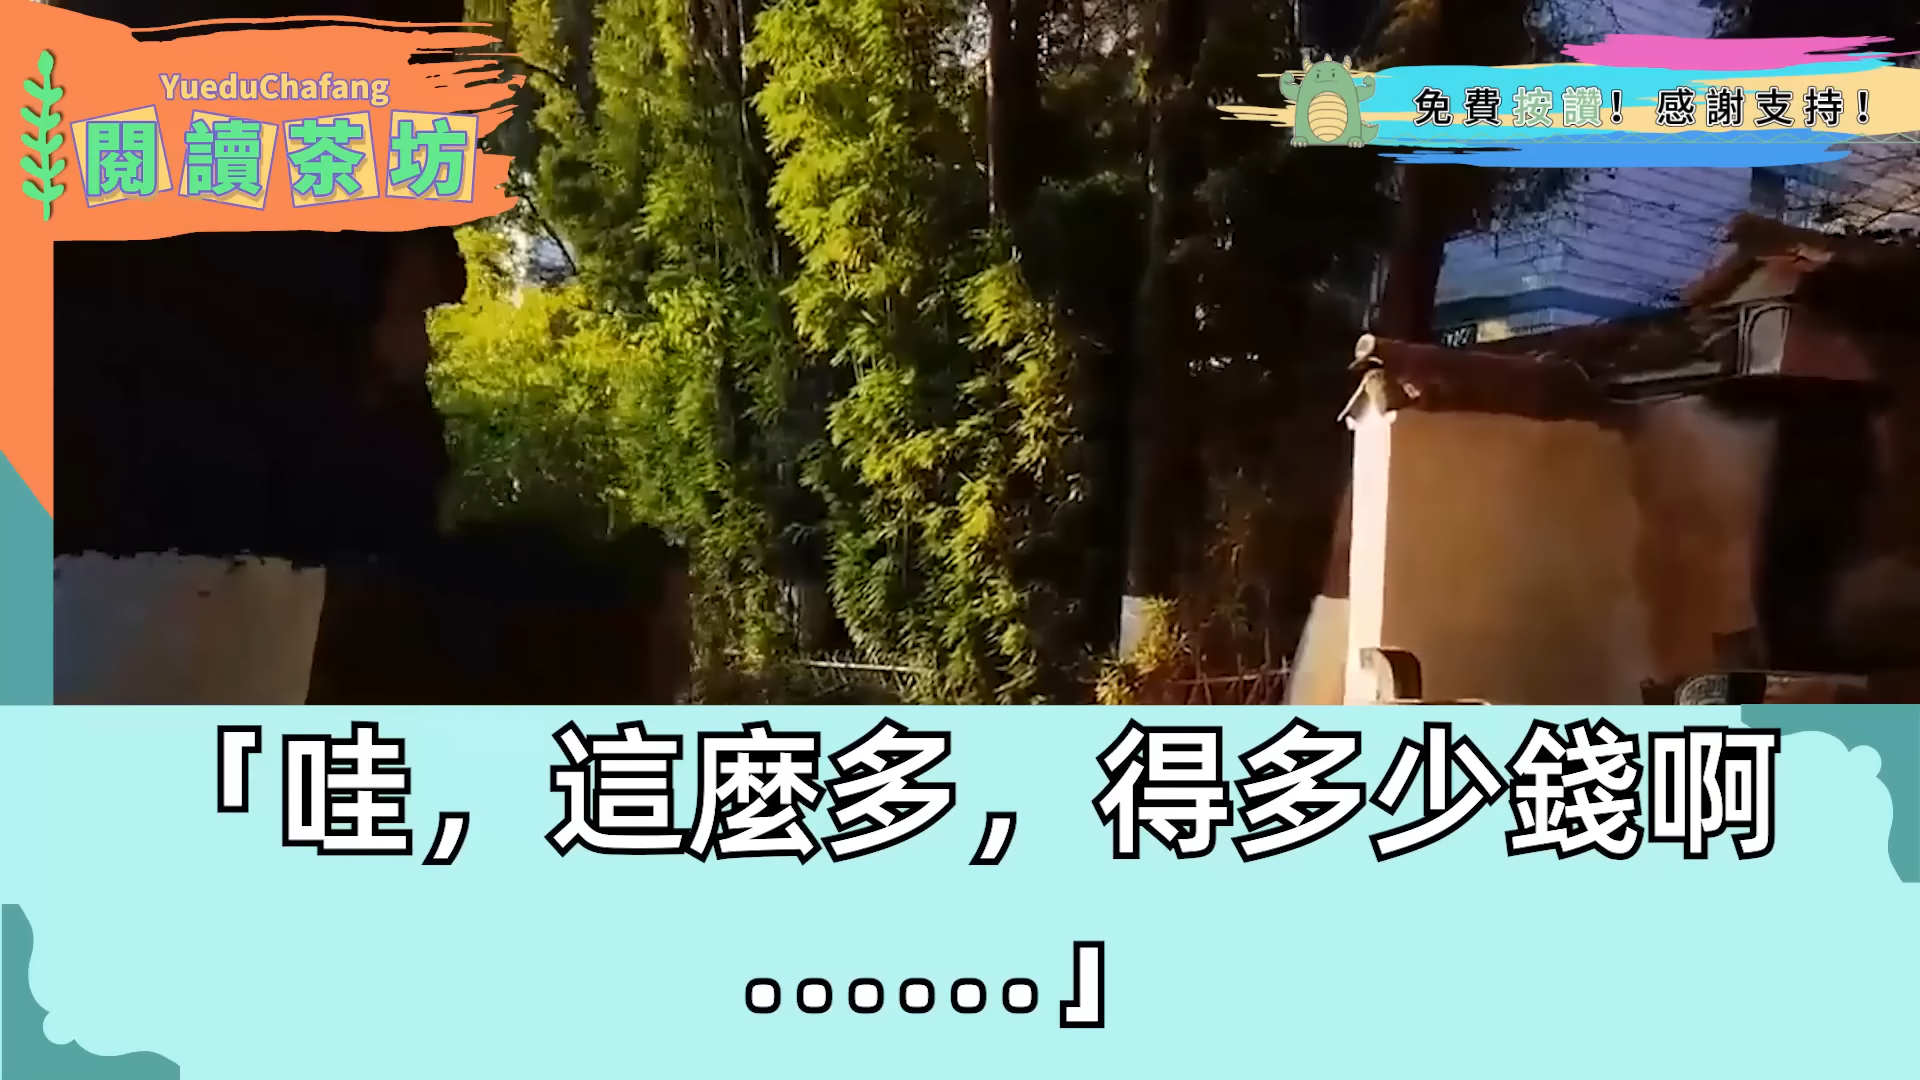 YueduChafang
閱讀茶坊
免費按讚！感謝支持！
「哇，這麼多，得多少錢啊
......」